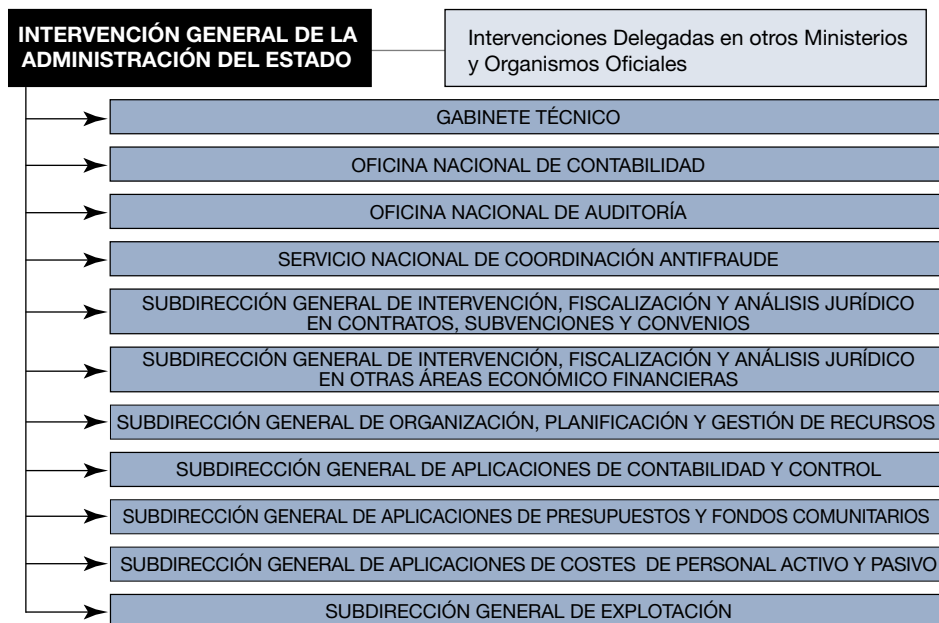 INTERVENCIÓN GENERAL DE LA
ADMINISTRACIÓN DEL ESTADO
Intervenciones Delegadas en otros Ministerios
y Organismos Oficiales
GABINETE TÉCNICO
OFICINA NACIONAL DE CONTABILIDAD
OFICINA NACIONAL DE AUDITORÍA
SERVICIO NACIONAL DE COORDINACIÓN ANTIFRAUDE
SUBDIRECCIÓN GENERAL DE INTERVENCIÓN, FISCALIZACIÓN Y ANÁLISIS JURÍDICO
EN CONTRATOS, SUBVENCIONES Y CONVENIOS
SUBDIRECCIÓN GENERAL DE INTERVENCIÓN, FISCALIZACIÓN Y ANÁLISIS JURÍDICO
EN OTRAS ÁREAS ECONÓMICO FINANCIERAS
SUBDIRECCIÓN GENERAL DE ORGANIZACIÓN, PLANIFICACIÓN Y GESTIÓN DE RECURSOS
SUBDIRECCIÓN GENERAL DE APLICACIONES DE CONTABILIDAD Y CONTROL
SUBDIRECCIÓN GENERAL DE APLICACIONES DE PRESUPUESTOS Y FONDOS COMUNITARIOS
SUBDIRECCIÓN GENERAL DE APLICACIONES DE COSTES DE PERSONAL ACTIVO Y PASIVO
SUBDIRECCIÓN GENERAL DE EXPLOTACIÓN